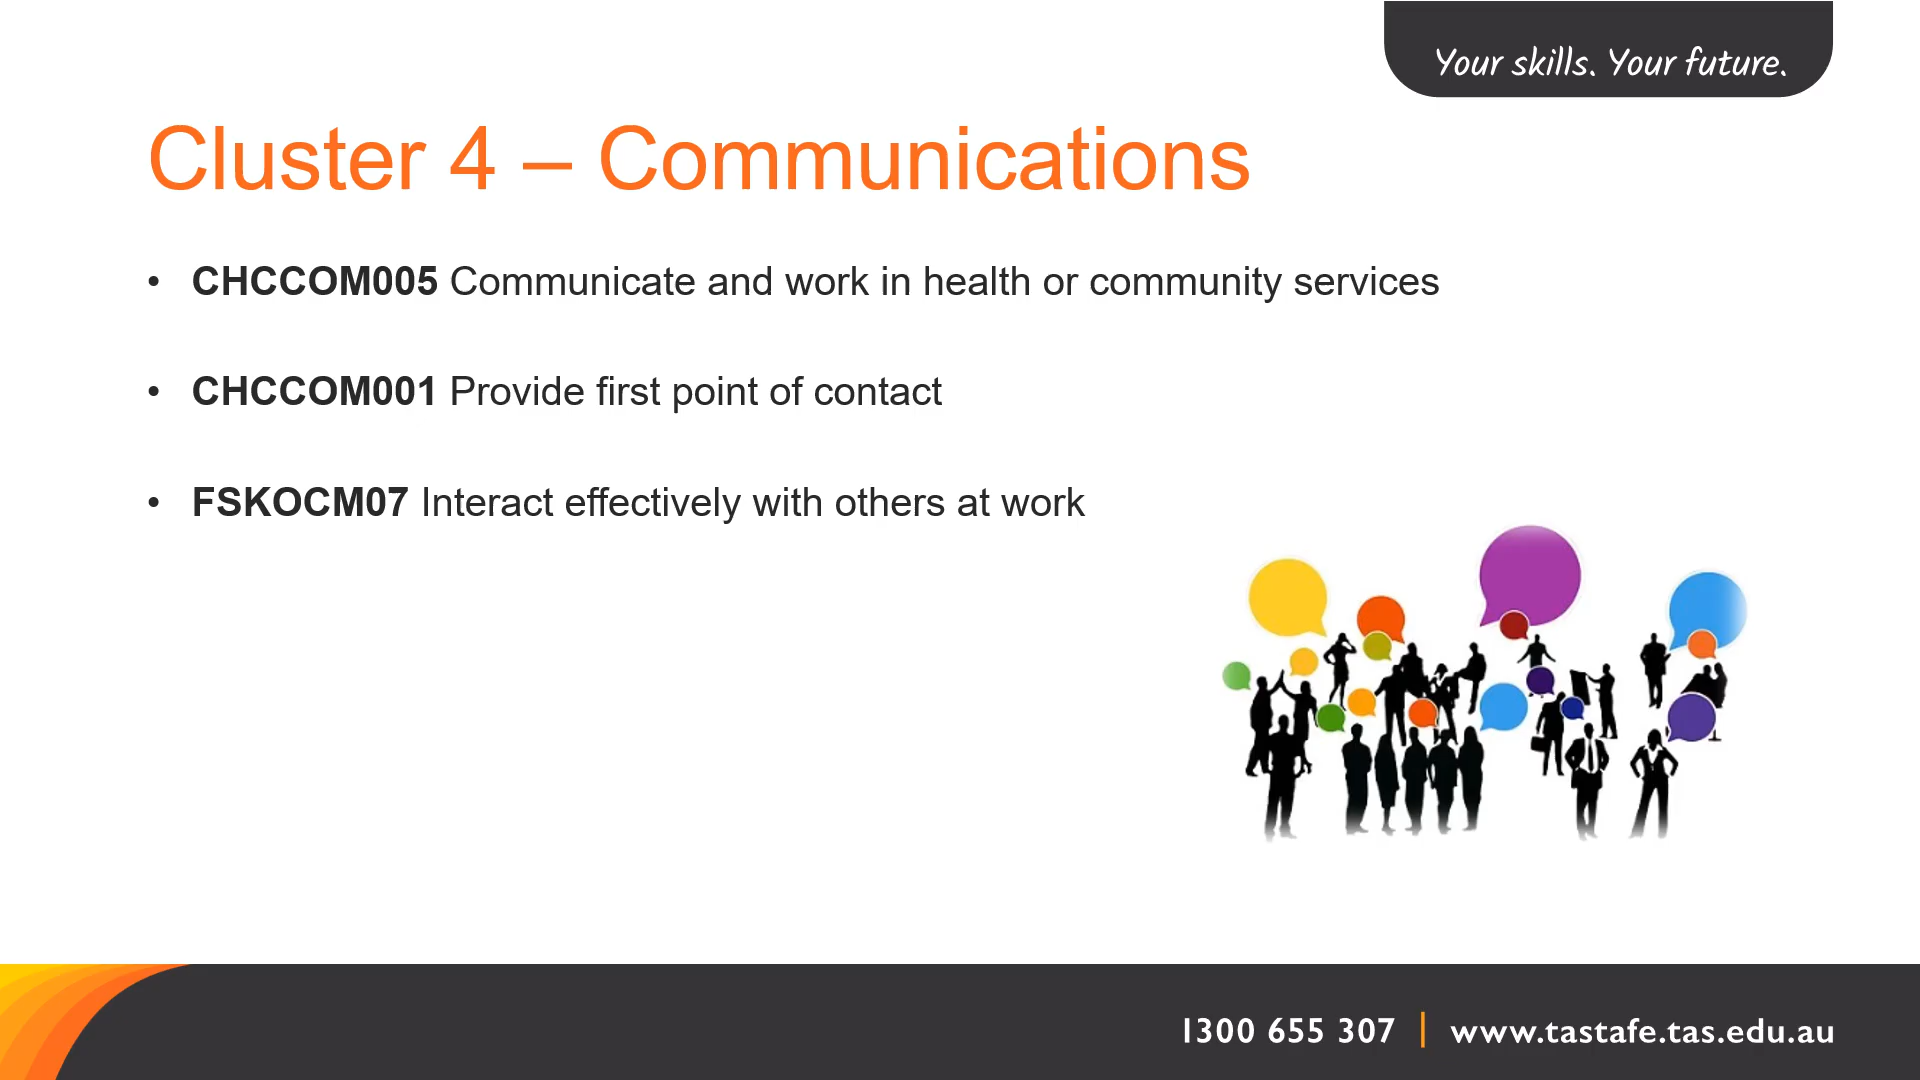 Your skills. Your future.
Cluster 4 – Communications
• CHCCOM005 Communicate and work in health or community services
• CHCCOM001 Provide first point of contact
• FSKOCM07 Interact effectively with others at work
1300 655 307 | www.tastafe.tas.edu.au